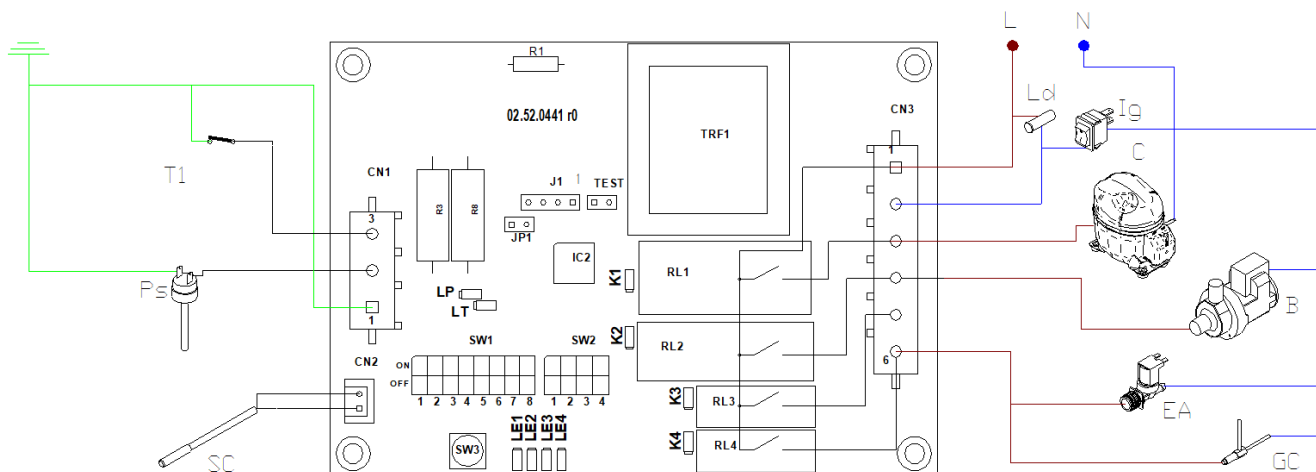 L
N
R1
Ld
Ig
02.52.0441 r0
TRF1
CN3
C
T1
CN1
J1
1
TEST
1
3
R3
R8
JP1
IC2
RL1
K1
Ps
LP
LT
B
1
K2
RL2
CN2
SW1
SW2
ON
OFF
6
1 2 3 4 5 6 7 8
1 2 3 4
K3
RL3
EA
LE1
LE2
LE3
LE4
SW3
K4
RL4
SC
GC